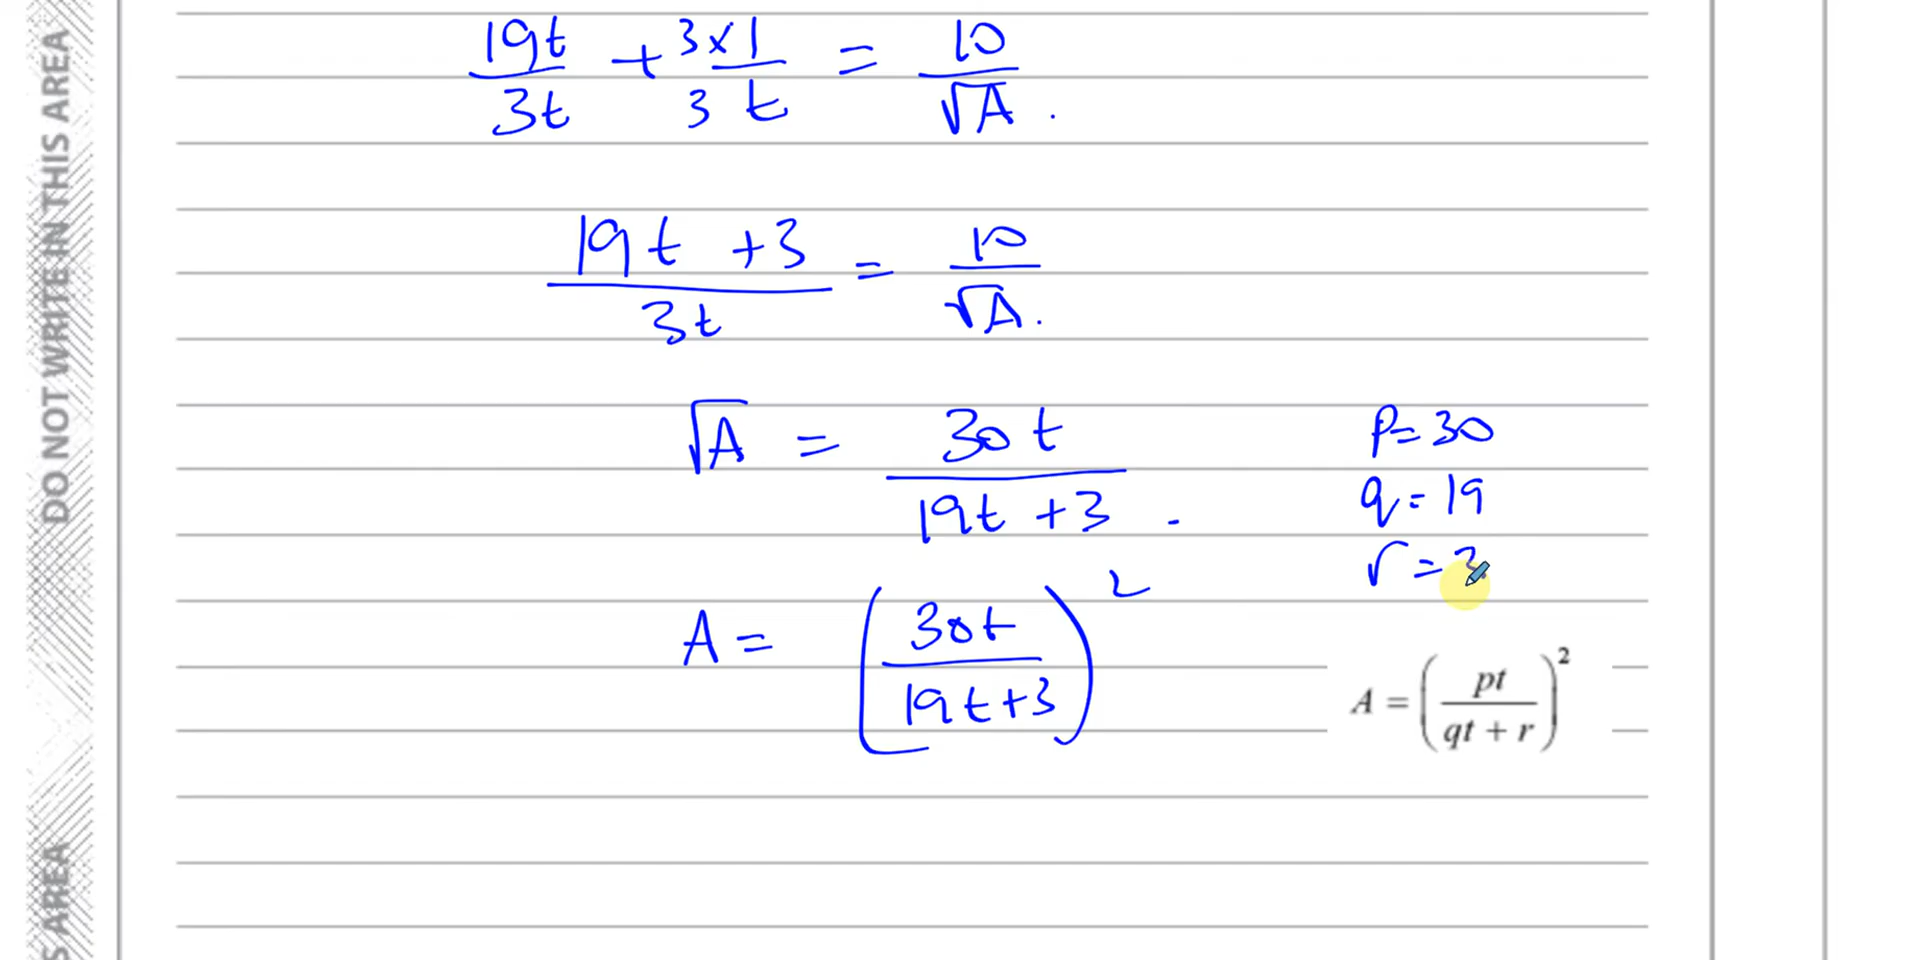 19t/3t + 3×1/3 t = 10/√A .
19t +3/3t = 10/√A.
√A = 30t/19t +3 .
p=30
q=19
r=3
A = (30t/19t+3)²
A = (pt/qt + r)²
DO NOT WRITE IN THIS AREA
S AREA